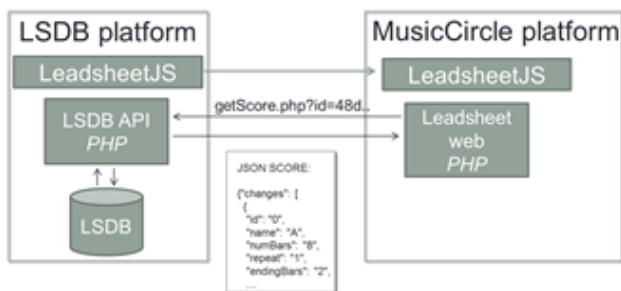 LSDB platform
LeadsheetJS
LSDB API
PHP
LSDB
getScore.php?id=48d..
JSON SCORE:
{"changes": [
{
"id": "0",
"name": "A",
"numBars": "8",
"repeat": "1",
"endingBars": "2",
...
MusicCircle platform
LeadsheetJS
Leadsheet
web
PHP